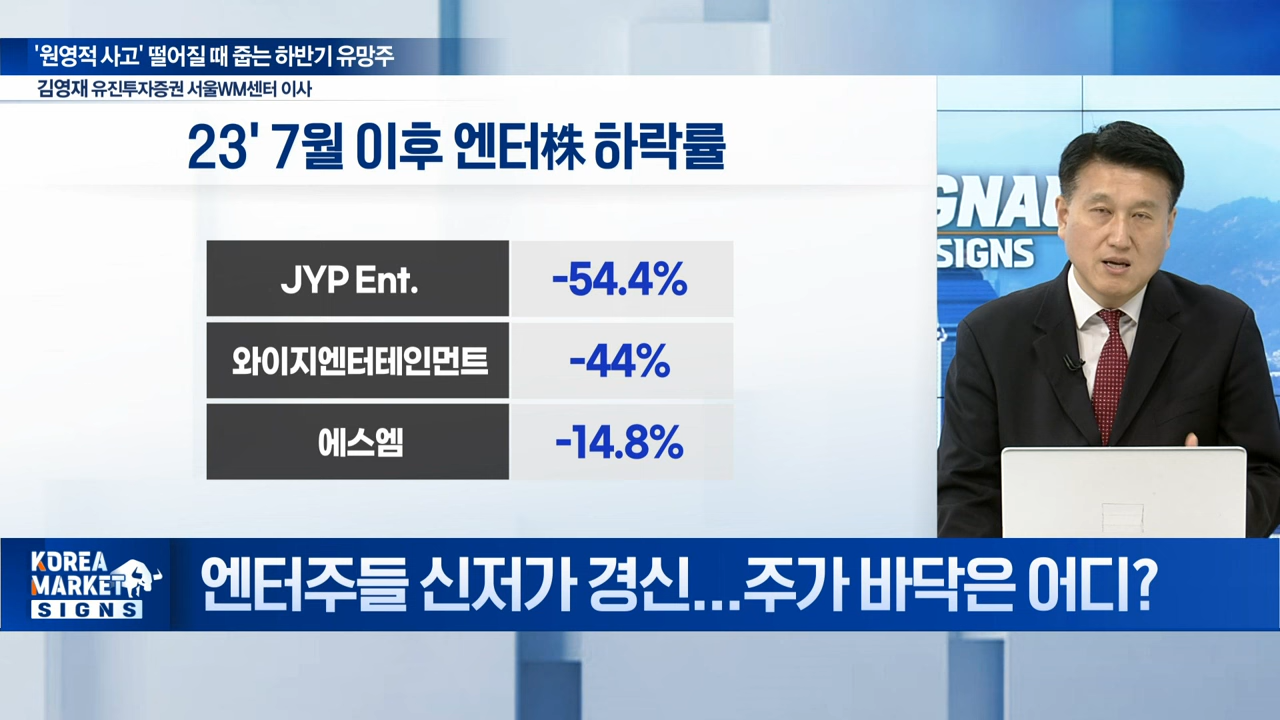 '원영적 사고' 떨어질 때 줍는 하반기 유망주
김영재 유진투자증권 서울WM센터 이사
23' 7월 이후 엔터株 하락률
JYP Ent. -54.4%
와이지엔터테인먼트 -44%
에스엠 -14.8%
GNAL
SIGNS
KOREA
MARKET
SIGNS
엔터주들 신저가 경신...주가 바닥은 어디?